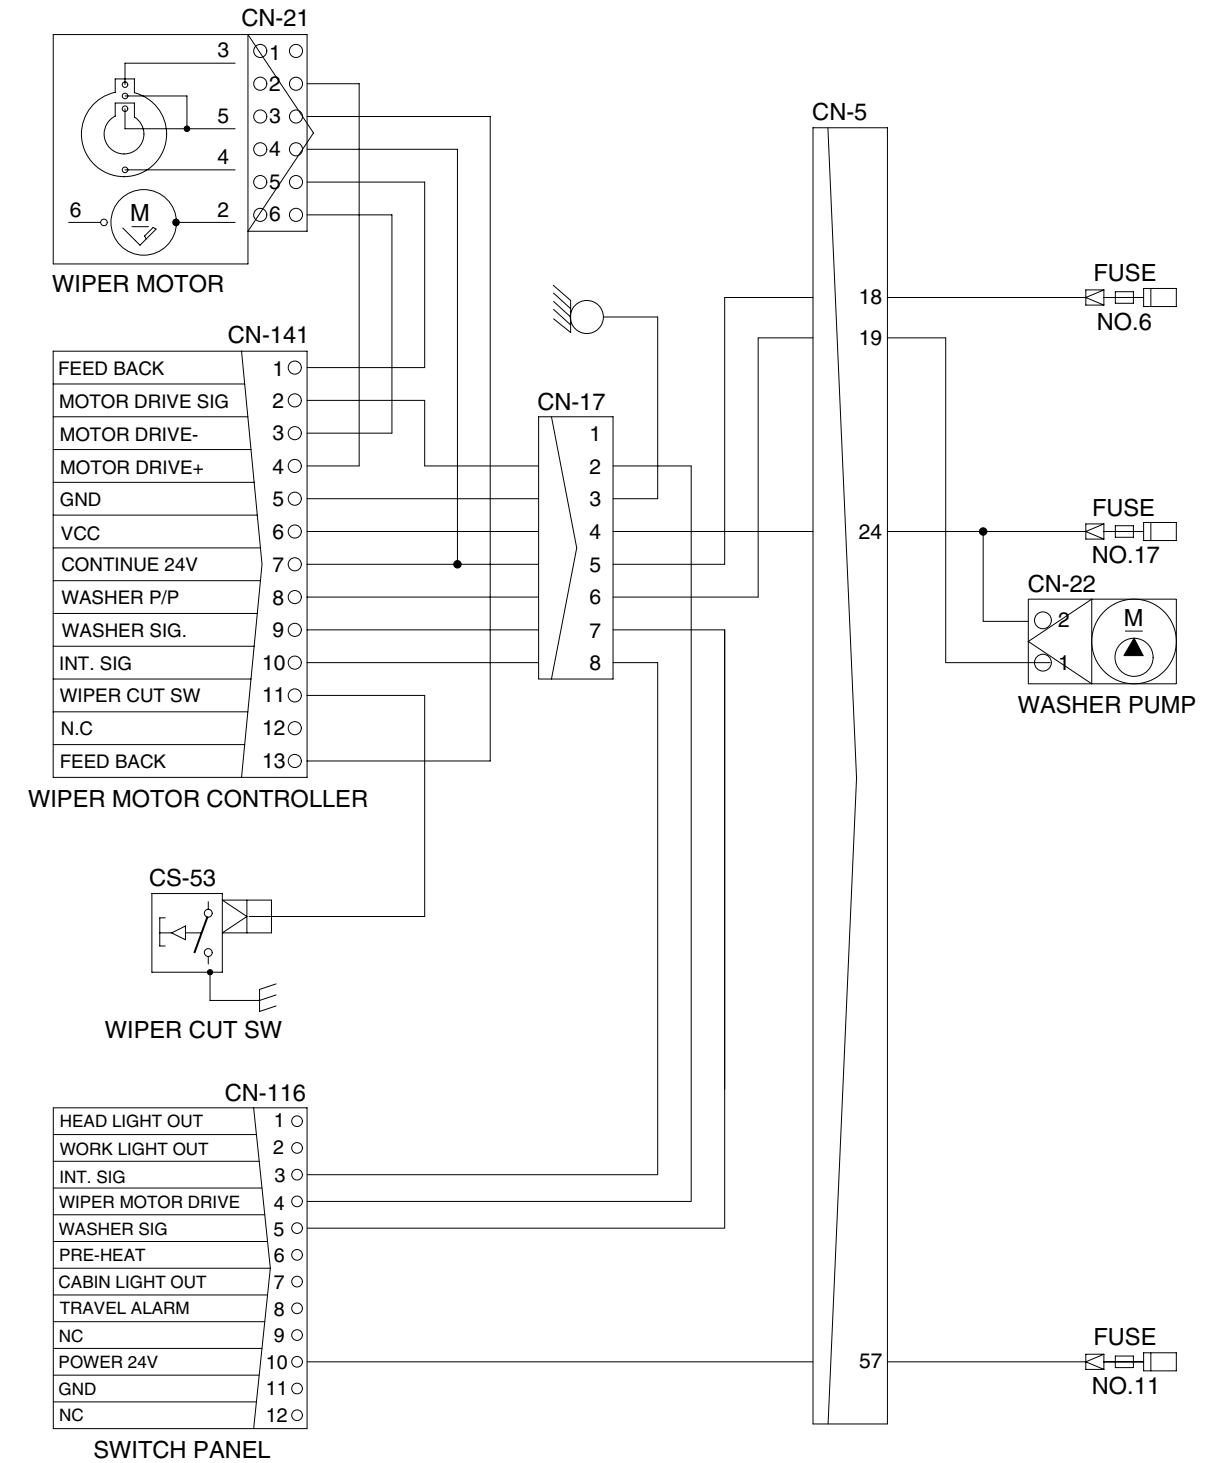 CN-21
3
5
4
6 M 2
1
2
3
4
5
6
WIPER MOTOR
CN-141
FEED BACK 1
MOTOR DRIVE SIG 2
MOTOR DRIVE- 3
MOTOR DRIVE+ 4
GND 5
VCC 6
CONTINUE 24V 7
WASHER P/P 8
WASHER SIG. 9
INT. SIG 10
WIPER CUT SW 11
N.C 12
FEED BACK 13
WIPER MOTOR CONTROLLER
CS-53
WIPER CUT SW
CN-116
HEAD LIGHT OUT 1
WORK LIGHT OUT 2
INT. SIG 3
WIPER MOTOR DRIVE 4
WASHER SIG 5
PRE-HEAT 6
CABIN LIGHT OUT 7
TRAVEL ALARM 8
NC 9
POWER 24V 10
GND 11
NC 12
SWITCH PANEL
CN-17
1
2
3
4
5
6
7
8
CN-5
18
19
24
57
FUSE
NO.6
FUSE
NO.17
CN-22
2
1
M
WASHER PUMP
FUSE
NO.11